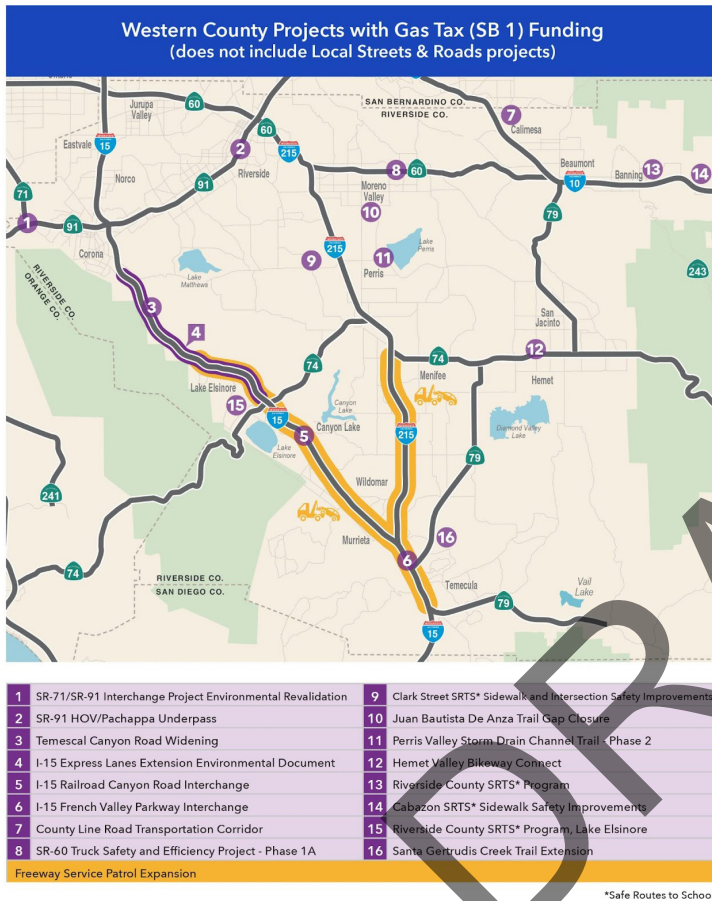 Western County Projects with Gas Tax (SB 1) Funding
(does not include Local Streets & Roads projects)
SAN BERNARDINO CO.
RIVERSIDE CO.
Jurupa
Valley
60
7
Calimesa
Eastvale
15
60
215
2
Riverside
Norco
91
8
60
Moreno
Valley
10
Beaumont
10
Banning
13
14
71
1
91
79
Corona
215
9
11
Perris
Lake
Perris
Lake
Matthews
243
RIVERSIDE CO.
ORANGE CO.
3
4
San
Jacinto
12
74
74
Menifee
Hemet
Lake Elsinore
15
15
Canyon
Lake
Canyon Lake
5
Lake
Elsinore
215
Diamond Valley
Lake
79
241
Wildomar
Murrieta
16
6
74
RIVERSIDE CO.
SAN DIEGO CO.
Temecula
79
Vail
Lake
15
1 SR-71/SR-91 Interchange Project Environmental Revalidation
2 SR-91 HOV/Pachappa Underpass
3 Temescal Canyon Road Widening
4 I-15 Express Lanes Extension Environmental Document
5 I-15 Railroad Canyon Road Interchange
6 I-15 French Valley Parkway Interchange
7 County Line Road Transportation Corridor
8 SR-60 Truck Safety and Efficiency Project - Phase 1A
9 Clark Street SRTS* Sidewalk and Intersection Safety Improvements
10 Juan Bautista De Anza Trail Gap Closure
11 Perris Valley Storm Drain Channel Trail - Phase 2
12 Hemet Valley Bikeway Connect
13 Riverside County SRTS* Program
14 Cabazon SRTS* Sidewalk Safety Improvements
15 Riverside County SRTS* Program, Lake Elsinore
16 Santa Gertrudis Creek Trail Extension
Freeway Service Patrol Expansion
*Safe Routes to Schoo
DRA